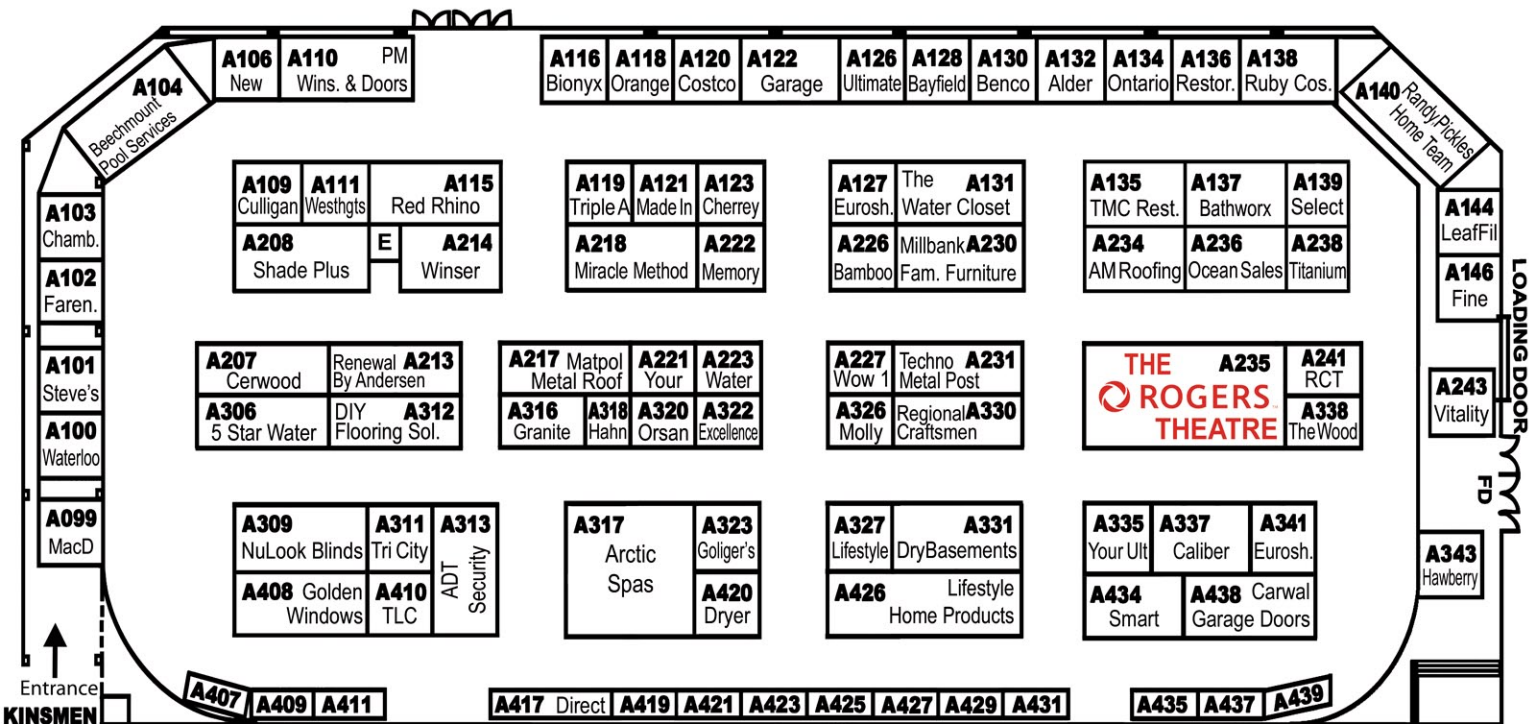 A106
New
A110 PM
Wins. & Doors
A116
Bionyx
A118
Orange
A120
Costco
A122
Garage
A126
Ultimate
A128
Bayfield
A130
Benco
A132
Alder
A134
Ontario
A136
Restor.
A138
Ruby Cos.
A104
Beechmount
Pool Services
A140 Randy Pickles
Home Team
A103
Chamb.
A102
Faren.
A101
Steve's
A100
Waterloo
A099
MacD
A109
Culligan
A111
Westhgts
A115
Red Rhino
A208
Shade Plus
E
A214
Winser
A119
Triple A
A121
Made In
A123
Cherrey
A218
Miracle Method
A222
Memory
A127
Eurosh.
The A131
Water Closet
A226
Bamboo
Millbank A230
Fam. Furniture
A135
TMC Rest.
A137
Bathworx
A139
Select
A234
AM Roofing
A236
Ocean Sales
A238
Titanium
A144
LeafFil
A146
Fine
LOADING DOOR
A207
Cerwood
Renewal A213
By Andersen
A306
5 Star Water
DIY A312
Flooring Sol.
A217 Matpol
Metal Roof
A221
Your
A223
Water
A316
Granite
A318
Hahn
A320
Orsan
A322
Excellence
A227
Wow 1
Techno A231
Metal Post
A326
Molly
Regional A330
Craftsmen
THE A235
ROGERS
THEATRE
A241
RCT
A338
The Wood
A243
Vitality
FD
A309
NuLook Blinds
A311
Tri City
A313
ADT
Security
A408 Golden
Windows
A410
TLC
A317
Arctic
Spas
A323
Goliger's
A420
Dryer
A327
Lifestyle
A331
DryBasements
A426 Lifestyle
Home Products
A335
Your Ult
A337
Caliber
A341
Eurosh.
A434
Smart
A438 Carwal
Garage Doors
A343
Hawberry
Entrance
KINSMEN
A407
A409
A411
A417 Direct
A419
A421
A423
A425
A427
A429
A431
A435
A437
A439